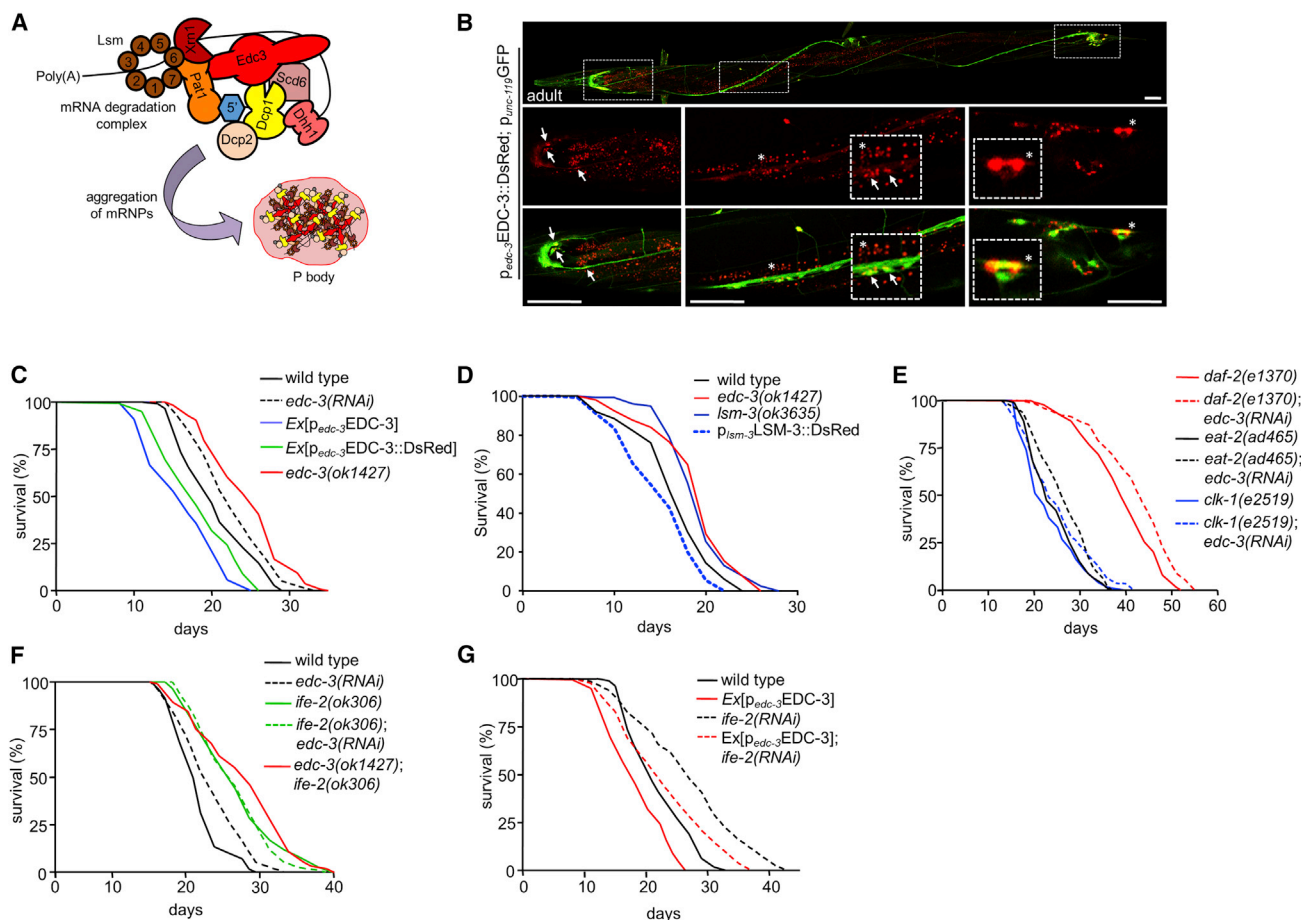 A
Lsm
4
5
3
6
2
1
7
Xrn1
Edc3
Poly(A)
Pat1
Scd6
mRNA degradation
complex
5'
Dcp1
Dhh1
Dcp2
aggregation
of mRNPs
P body
B
pedc-3EDC-3::DsRed; punc-119GFP
adult
*
*
*
*
*
*
*
*
C
wild type
edc-3(RNAi)
Ex[pedc-3EDC-3]
Ex[pedc-3EDC-3::DsRed]
edc-3(ok1427)
survival (%)
100
75
50
25
0
0
10
20
30
days
D
wild type
edc-3(ok1427)
lsm-3(ok3635)
plsm-3LSM-3::DsRed
Survival (%)
100
80
60
40
20
0
0
10
20
30
days
E
daf-2(e1370)
daf-2(e1370);
edc-3(RNAi)
eat-2(ad465)
eat-2(ad465);
edc-3(RNAi)
clk-1(e2519)
clk-1(e2519);
edc-3(RNAi)
survival (%)
100
75
50
25
0
0
10
20
30
40
50
60
days
F
wild type
edc-3(RNAi)
ife-2(ok306)
ife-2(ok306);
edc-3(RNAi)
edc-3(ok1427);
ife-2(ok306)
survival (%)
100
75
50
25
0
0
10
20
30
40
days
G
wild type
Ex[pedc-3EDC-3]
ife-2(RNAi)
Ex[pedc-3EDC-3];
ife-2(RNAi)
survival (%)
100
75
50
25
0
0
10
20
30
40
days